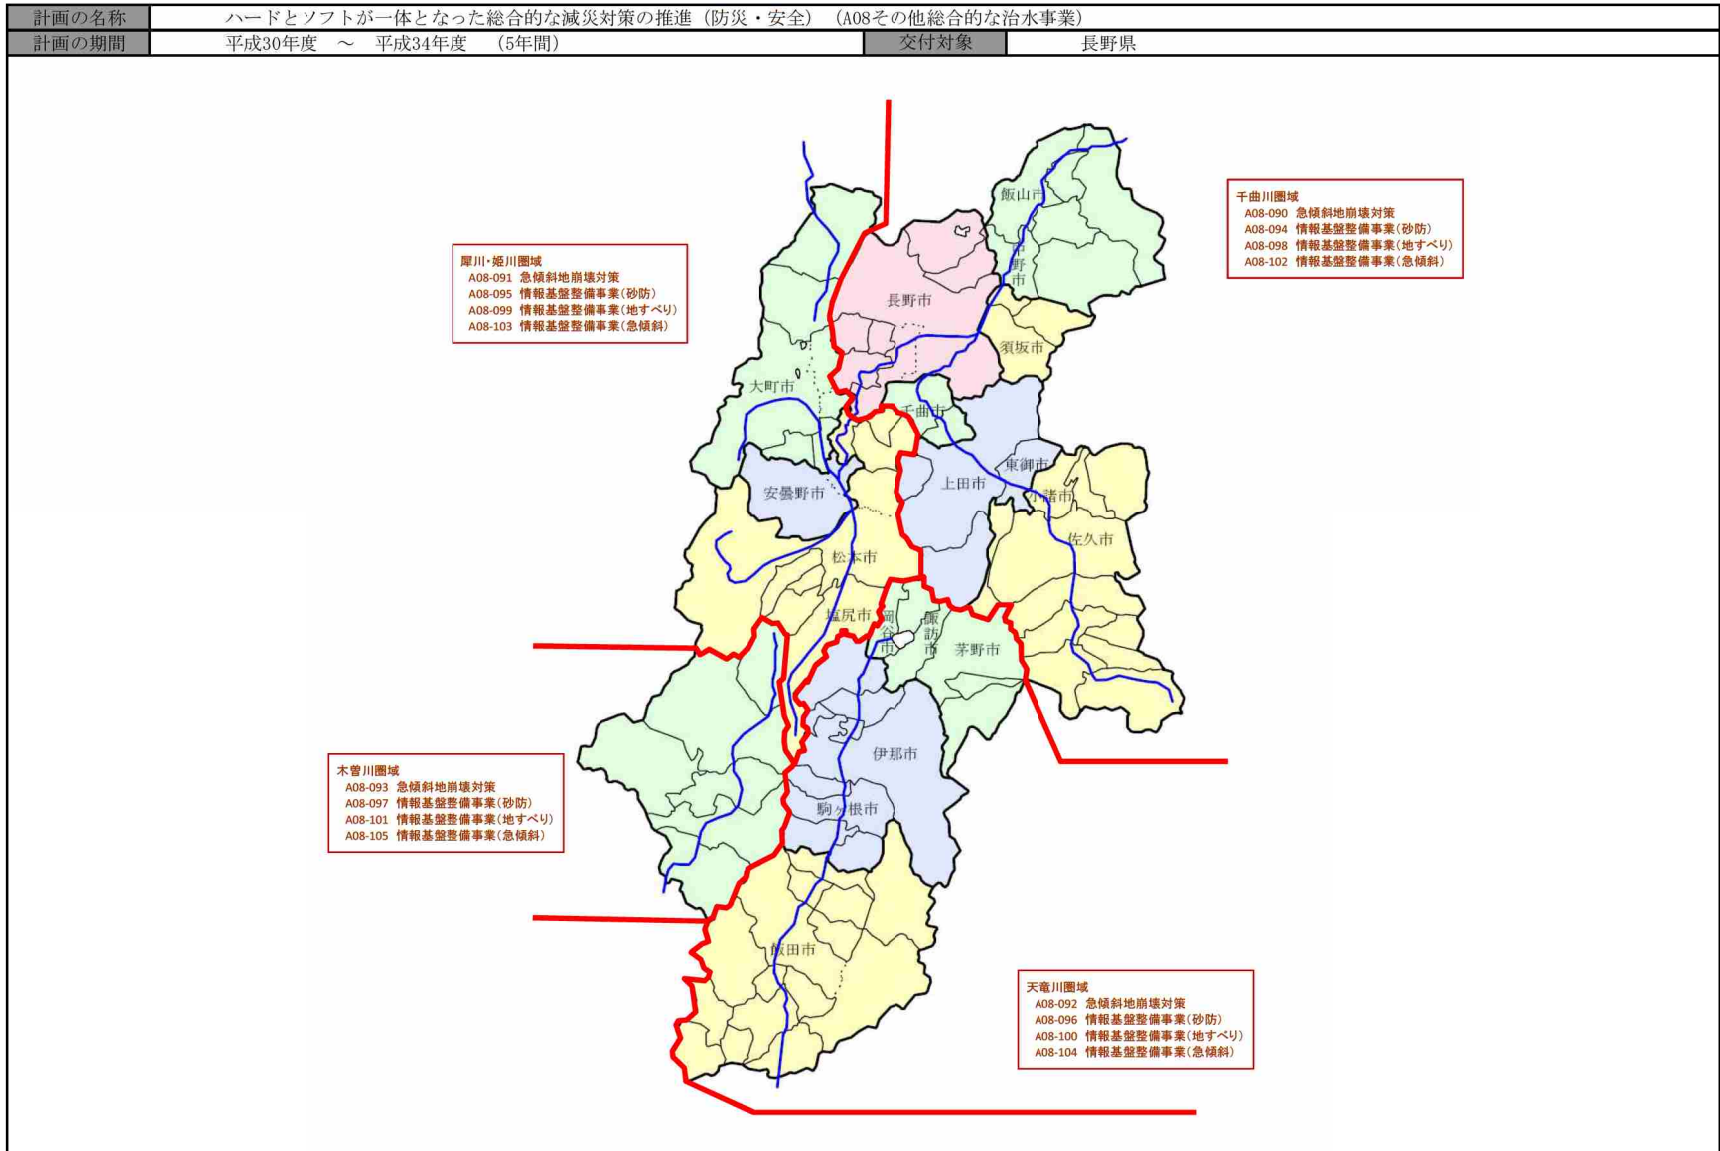 計画の名称 ハードとソフトが一体となった総合的な減災対策の推進（防災・安全）（A08その他総合的な治水事業）
計画の期間 平成30年度 ～ 平成34年度 （5年間） 交付対象 長野県
千曲川圏域
A08-090 急傾斜地崩壊対策
A08-094 情報基盤整備事業(砂防)
A08-098 情報基盤整備事業(地すべり)
A08-102 情報基盤整備事業(急傾斜)
犀川・姫川圏域
A08-091 急傾斜地崩壊対策
A08-095 情報基盤整備事業(砂防)
A08-099 情報基盤整備事業(地すべり)
A08-103 情報基盤整備事業(急傾斜)
飯山市
中野市
長野市
須坂市
大町市
千曲市
東御市
上田市
小諸市
安曇野市
佐久市
松本市
塩尻市
岡谷市
諏訪市
茅野市
伊那市
駒ヶ根市
飯田市
木曽川圏域
A08-093 急傾斜地崩壊対策
A08-097 情報基盤整備事業(砂防)
A08-101 情報基盤整備事業(地すべり)
A08-105 情報基盤整備事業(急傾斜)
天竜川圏域
A08-092 急傾斜地崩壊対策
A08-096 情報基盤整備事業(砂防)
A08-100 情報基盤整備事業(地すべり)
A08-104 情報基盤整備事業(急傾斜)